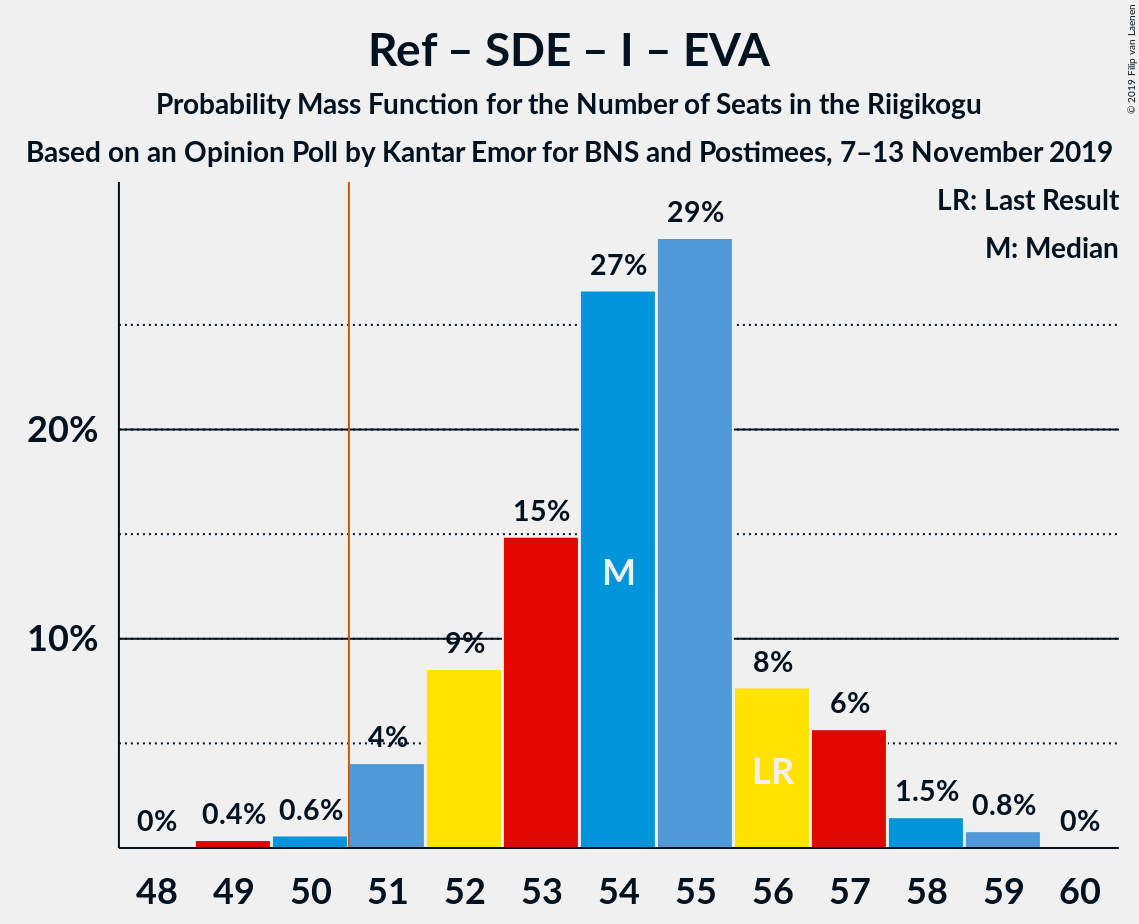 Ref – SDE – I – EVA
Probability Mass Function for the Number of Seats in the Riigikogu
Based on an Opinion Poll by Kantar Emor for BNS and Postimees, 7–13 November 2019
© 2019 Filip van Laenen
LR: Last Result
M: Median
20%
10%
0%
0.4%
0.6%
4%
9%
15%
27%
29%
8%
6%
1.5%
0.8%
0%
M
LR
48 49 50 51 52 53 54 55 56 57 58 59 60